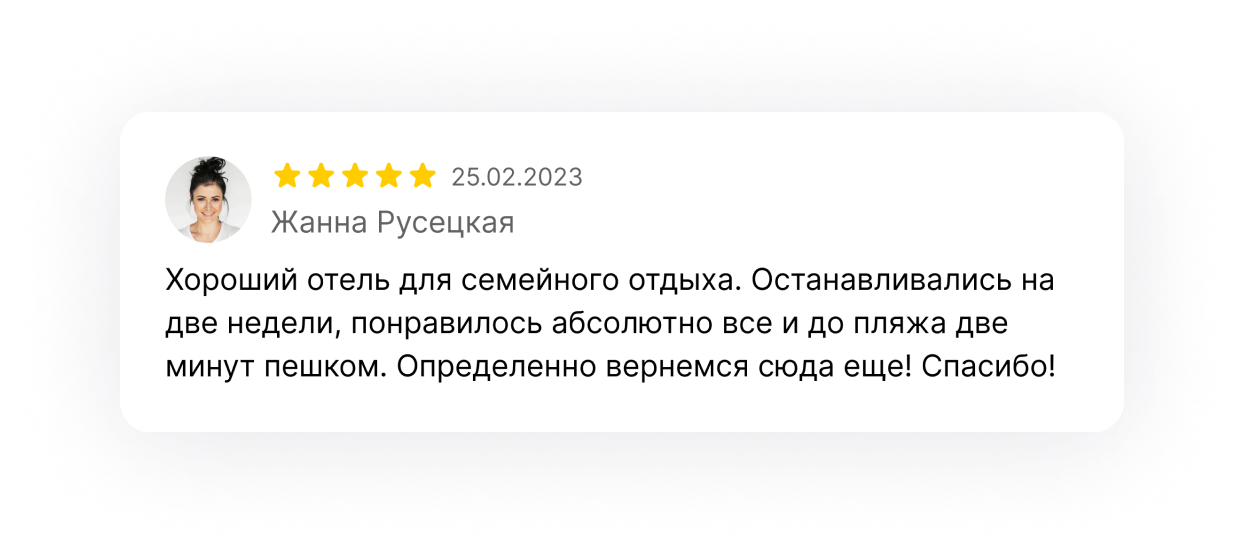 25.02.2023
Жанна Русецкая
Хороший отель для семейного отдыха. Останавливались на
две недели, понравилось абсолютно все и до пляжа две
минут пешком. Определенно вернемся сюда еще! Спасибо!